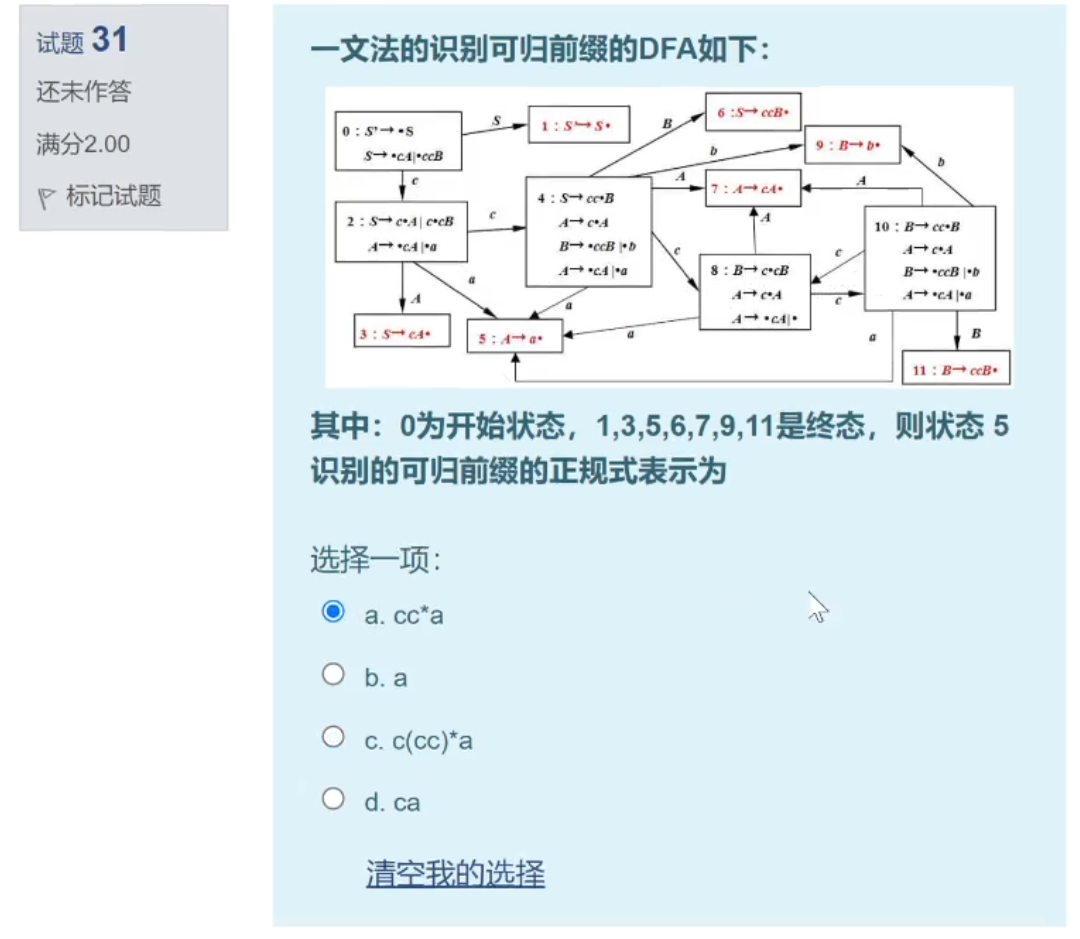 试题 31
还未作答
满分2.00
标记试题
一文法的识别可归前缀的DFA如下：
0 : S'→•S
S→•cA|•ccB
S
1 : S'→S•
c
2 : S→c•A| c•cB
A→•cA|•a
c
a
A
3 : S→cA•
4 : S→cc•B
A→c•A
B→•ccB |•b
A→•cA|•a
B
6 :S→ccB•
b
9 : B→b•
A
7 : A→cA•
A
b
c
A
8 : B→c•cB
A→c•A
A→•cA|•
c
c
10 : B→cc•B
A→c•A
B→•ccB |•b
A→•cA|•a
a
5 : A→a•
a
a
B
11 : B→ccB•
其中：0为开始状态，1,3,5,6,7,9,11是终态，则状态 5
识别的可归前缀的正规式表示为
选择一项：
a. cc*a
b. a
c. c(cc)*a
d. ca
清空我的选择